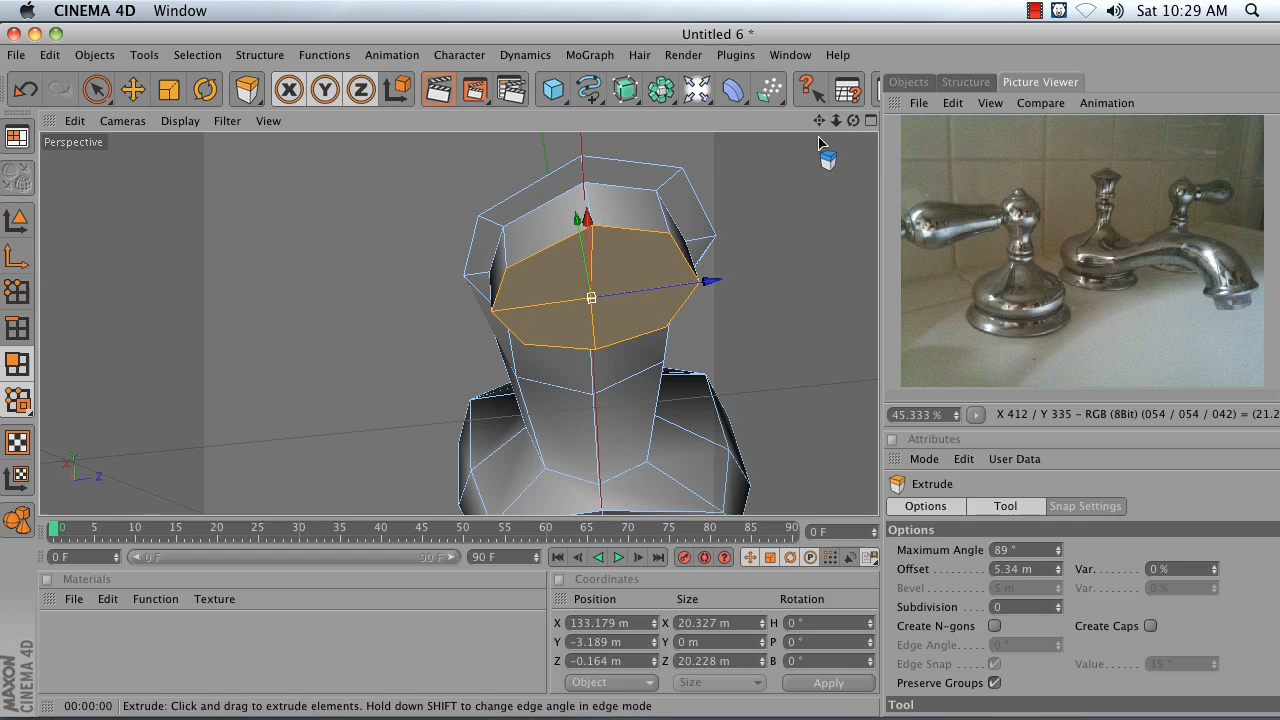 CINEMA 4D Window Sat 10:29 AM
Untitled 6 *
File Edit Objects Tools Selection Structure Functions Animation Character Dynamics MoGraph Hair Render Plugins Window Help
X Y Z
Objects Structure Picture Viewer
Edit Cameras Display Filter View
File Edit View Compare Animation
Perspective
Y
X
Z
45.333 % X 412 / Y 335 - RGB (8Bit) (054 / 054 / 042) = (21.2
Attributes
Mode Edit User Data
Extrude
Options Tool Snap Settings
Options
Maximum Angle 89 °
Offset 5.34 m Var. 0 %
Bevel 5 m Var. 0 %
Subdivision 0
Create N-gons Create Caps
Edge Angle 0 °
Edge Snap Value 15 °
Preserve Groups
Tool
0 5 10 15 20 25 30 35 40 45 50 55 60 65 70 75 80 85 90 0 F
0 F 0 F 90 F 90 F
P
Materials
File Edit Function Texture
Coordinates
Position Size Rotation
X 133.179 m X 20.327 m H 0 °
Y -3.189 m Y 0 m P 0 °
Z -0.164 m Z 20.228 m B 0 °
Object Size Apply
MAXON
CINEMA 4D
00:00:00 Extrude: Click and drag to extrude elements. Hold down SHIFT to change edge angle in edge mode